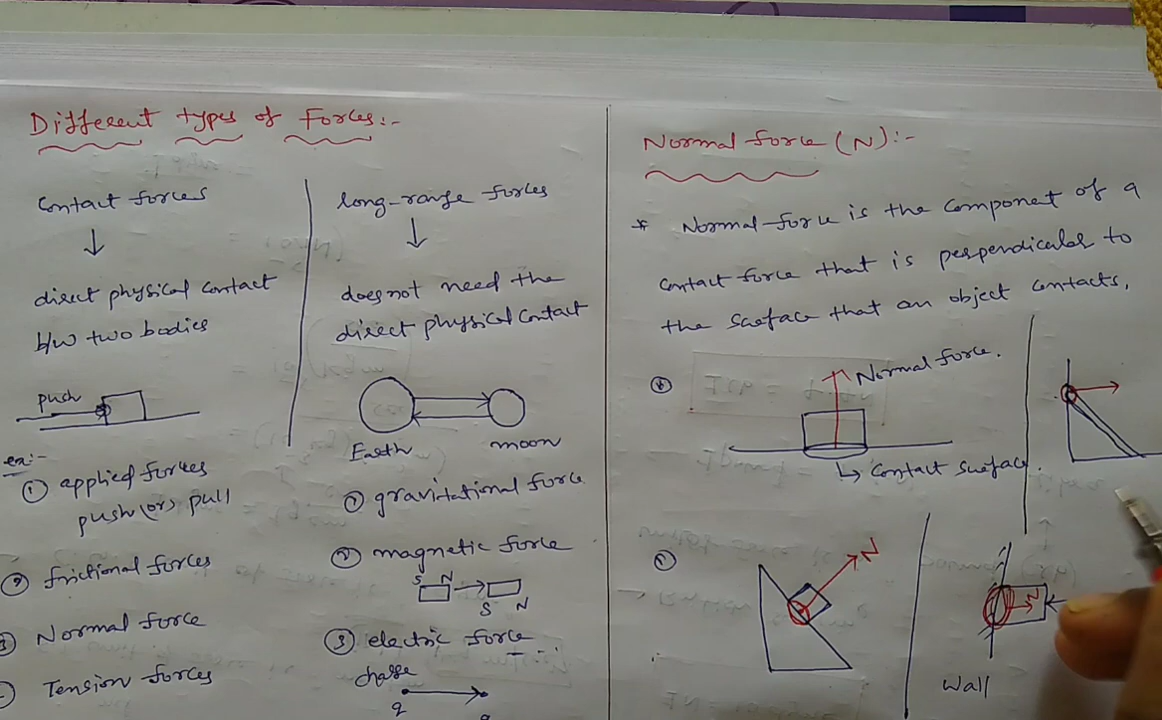 Different types of Forces:-
Contact forces
direct physical contact
b/w two bodies
push
ex:-
① applied forces
push (or) pull
② frictional forces
③ Normal force
Tension forces
long-range forces
does not need the
direct physical contact
Earth
moon
① gravitational force
② magnetic force
S N
S N
③ electric force
charge
q
q
Normal force (N):-
* Normal force is the component of a
contact force that is perpendicular to
the surface that an object contacts.
Normal force.
Contact surface.
N
N
Wall